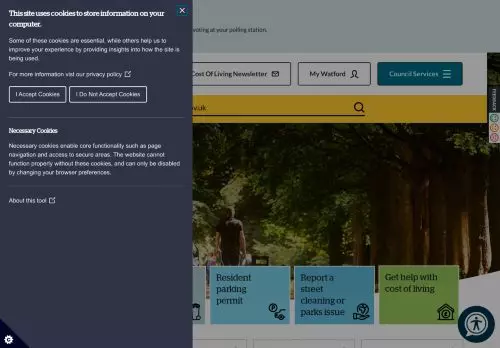 This site uses cookies to store information on your
computer.
Some of these cookies are essential, while others help us to
improve your experience by providing insights into how the site is
being used.
For more information visit our privacy policy
I Accept Cookies
I Do Not Accept Cookies
Necessary Cookies
Necessary cookies enable core functionality such as page
navigation and access to secure areas. The website cannot
function properly without these cookies, and can only be disabled
by changing your browser preferences.
About this tool
voting at your polling station.
Cost Of Living Newsletter
My Watford
Council Services
ov.uk
FEEDBACK
Resident
parking
permit
Report a
street
cleaning or
parks issue
Get help with
cost of living